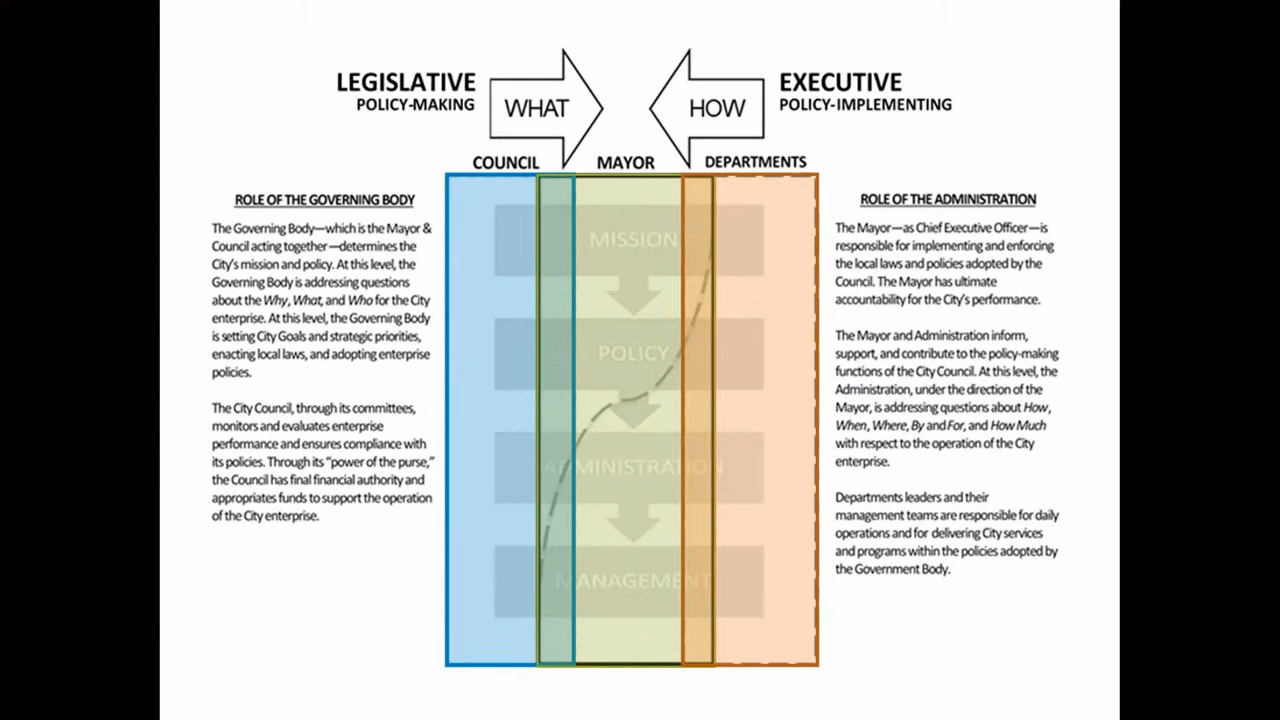 LEGISLATIVE
POLICY-MAKING
WHAT
HOW
EXECUTIVE
POLICY-IMPLEMENTING
COUNCIL
MAYOR
DEPARTMENTS
ROLE OF THE GOVERNING BODY
The Governing Body—which is the Mayor &
Council acting together—determines the
City's mission and policy. At this level, the
Governing Body is addressing questions
about the Why, What, and Who for the City
enterprise. At this level, the Governing Body
is setting City Goals and strategic priorities,
enacting local laws, and adopting enterprise
policies.
The City Council, through its committees,
monitors and evaluates enterprise
performance and ensures compliance with
its policies. Through its “power of the purse,”
the Council has final financial authority and
appropriates funds to support the operation
of the City enterprise.
MISSION
POLICY
ADMINISTRATION
MANAGEMENT
ROLE OF THE ADMINISTRATION
The Mayor—as Chief Executive Officer—is
responsible for implementing and enforcing
the local laws and policies adopted by the
Council. The Mayor has ultimate
accountability for the City's performance.
The Mayor and Administration inform,
support, and contribute to the policy-making
functions of the City Council. At this level, the
Administration, under the direction of the
Mayor, is addressing questions about How,
When, Where, By and For, and How Much
with respect to the operation of the City
enterprise.
Departments leaders and their
management teams are responsible for daily
operations and for delivering City services
and programs within the policies adopted by
the Government Body.